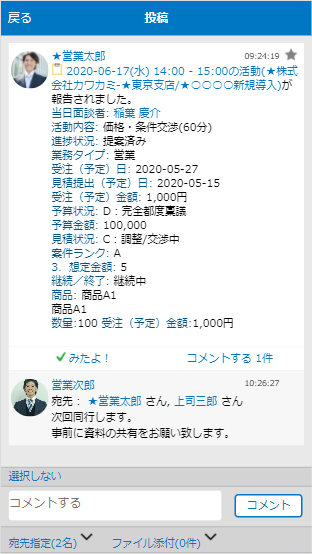 戻る 投稿
★営業太郎 09:24:19 ★
2020-06-17(水) 14:00 - 15:00の活動(★株式
会社カワカミ-★東京支店/★○○○○新規導入)が
報告されました。
当日面談者: 稲葉 慶介
活動内容: 価格・条件交渉(60分)
進捗状況: 提案済み
業務タイプ: 営業
受注（予定）日: 2020-05-27
見積提出（予定）日: 2020-05-15
受注（予定）金額: 1,000円
予算状況: D : 完全都度稟議
予算金額: 100,000
見積状況: C : 調整/交渉中
案件ランク: A
3．想定金額: 5
継続／終了: 継続中
商品: 商品A1
商品A1
数量:100 受注（予定）金額:1,000円
みたよ！ コメントする 1件
営業次郎 10:26:27
宛先： ★営業太郎 さん, 上司三郎 さん
次回同行します。
事前に資料の共有をお願い致します。
選択しない
コメントする コメント
宛先指定(2名) ファイル添付(0件)